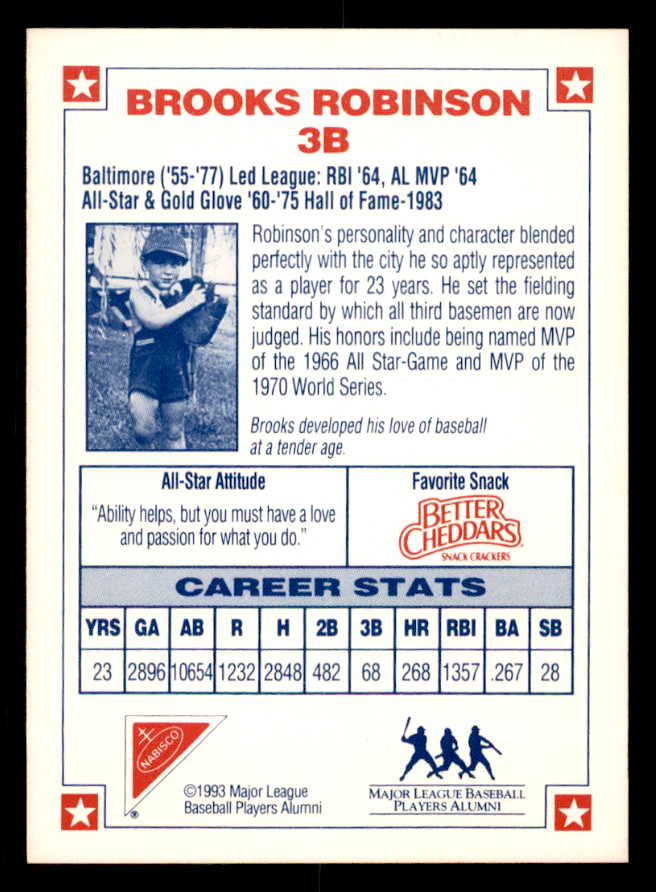 BROOKS ROBINSON
3B
Baltimore ('55-'77) Led League: RBI '64, AL MVP '64
All-Star & Gold Glove '60-'75 Hall of Fame-1983
Robinson's personality and character blended
perfectly with the city he so aptly represented
as a player for 23 years. He set the fielding
standard by which all third basemen are now
judged. His honors include being named MVP
of the 1966 All Star-Game and MVP of the
1970 World Series.
Brooks developed his love of baseball
at a tender age.
All-Star Attitude
"Ability helps, but you must have a love
and passion for what you do."
Favorite Snack
BETTER
CHEDDARS
SNACK CRACKERS
CAREER STATS
YRS GA AB R H 2B 3B HR RBI BA SB
23 2896 10654 1232 2848 482 68 268 1357 .267 28
NABISCO
®
©1993 Major League
Baseball Players Alumni
MAJOR LEAGUE BASEBALL
PLAYERS ALUMNI